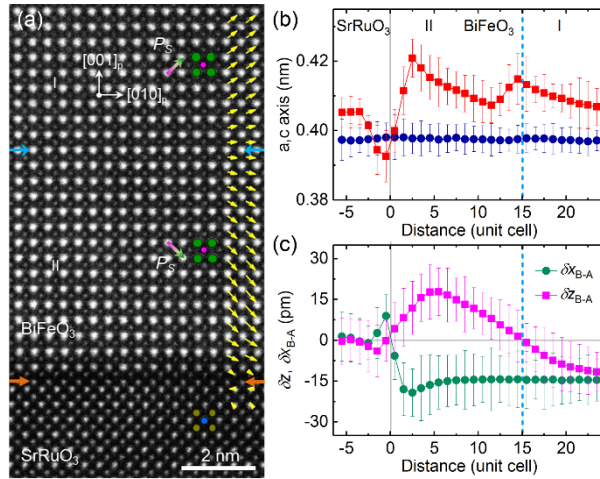 (a)
[001]p
[010]p
I
Ps
II
Ps
BiFeO3
SrRuO3
2 nm
(b)
SrRuO3 II BiFeO3 I
a,c axis (nm)
0.42
0.40
0.38
-5 0 5 10 15 20
Distance (unit cell)
(c)
δz, δxB-A (pm)
30
15
0
-15
-30
δxB-A
δzB-A
-5 0 5 10 15 20
Distance (unit cell)